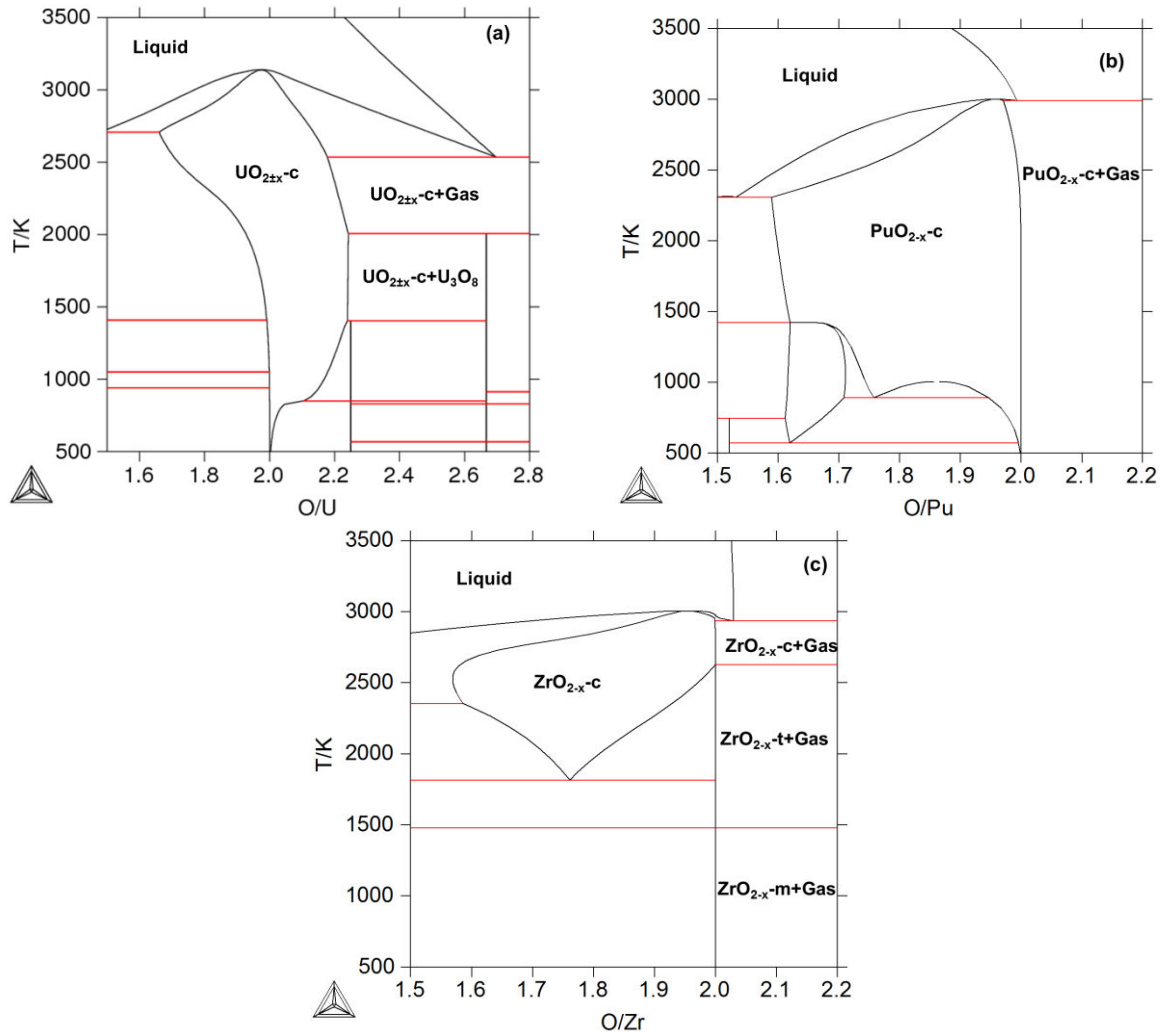 (a)
Liquid
UO₂±ₓ-c
UO₂±ₓ-c+Gas
UO₂±ₓ-c+U₃O₈
T/K
3500
3000
2500
2000
1500
1000
500
1.6 1.8 2.0 2.2 2.4 2.6 2.8
O/U
(b)
Liquid
PuO₂₋ₓ-c+Gas
PuO₂₋ₓ-c
T/K
3500
3000
2500
2000
1500
1000
500
1.5 1.6 1.7 1.8 1.9 2.0 2.1 2.2
O/Pu
(c)
Liquid
ZrO₂₋ₓ-c+Gas
ZrO₂₋ₓ-c
ZrO₂₋ₓ-t+Gas
ZrO₂₋ₓ-m+Gas
T/K
3500
3000
2500
2000
1500
1000
500
1.5 1.6 1.7 1.8 1.9 2.0 2.1 2.2
O/Zr